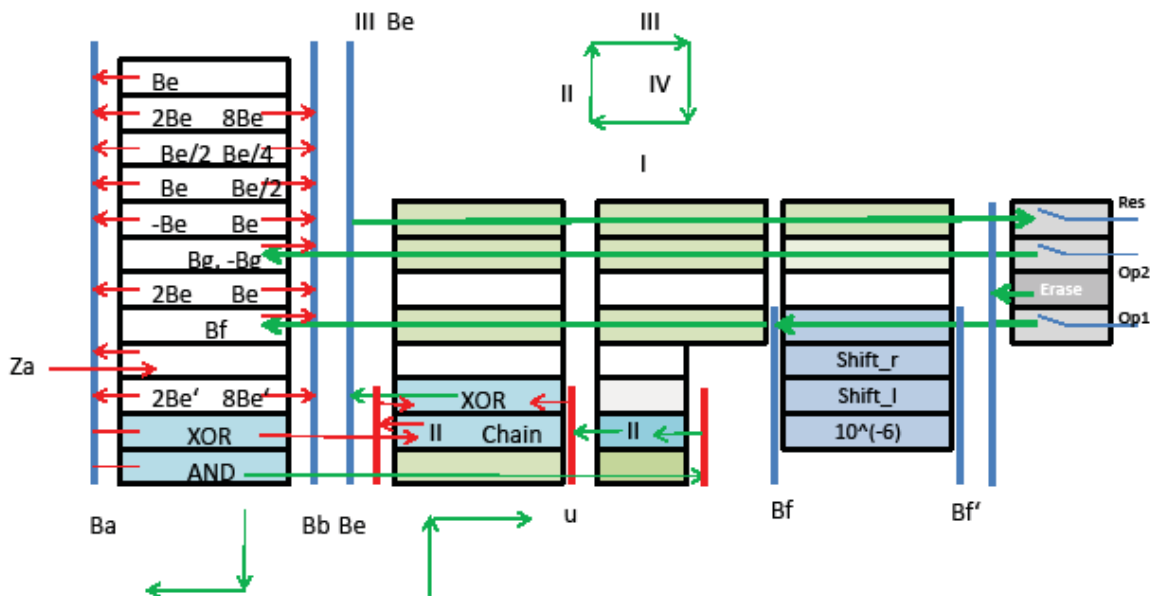 III Be
III
II
IV
I
Be
2Be 8Be
Be/2 Be/4
Be Be/2
-Be Be
Res
Bg, -Bg
2Be Be
Op2
Erase
Bf
Op1
Za
Shift_r
2Be‘ 8Be‘
XOR
Shift_l
XOR
II Chain
II
10^(-6)
AND
Ba
Bb Be
u
Bf
Bf‘